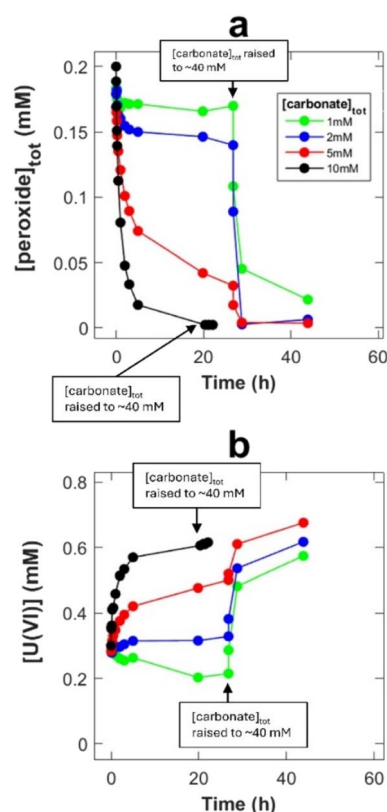 a
[carbonate]tot raised
to ~40 mM
[carbonate]tot
1mM
2mM
5mM
10mM
[peroxide]tot (mM)
0.2
0.15
0.1
0.05
0
0
20
40
60
Time (h)
[carbonate]tot
raised to ~40 mM
b
[carbonate]tot
raised to ~40 mM
[U(VI)] (mM)
0.8
0.6
0.4
0.2
0
20
40
60
Time (h)
[carbonate]tot
raised to ~40 mM